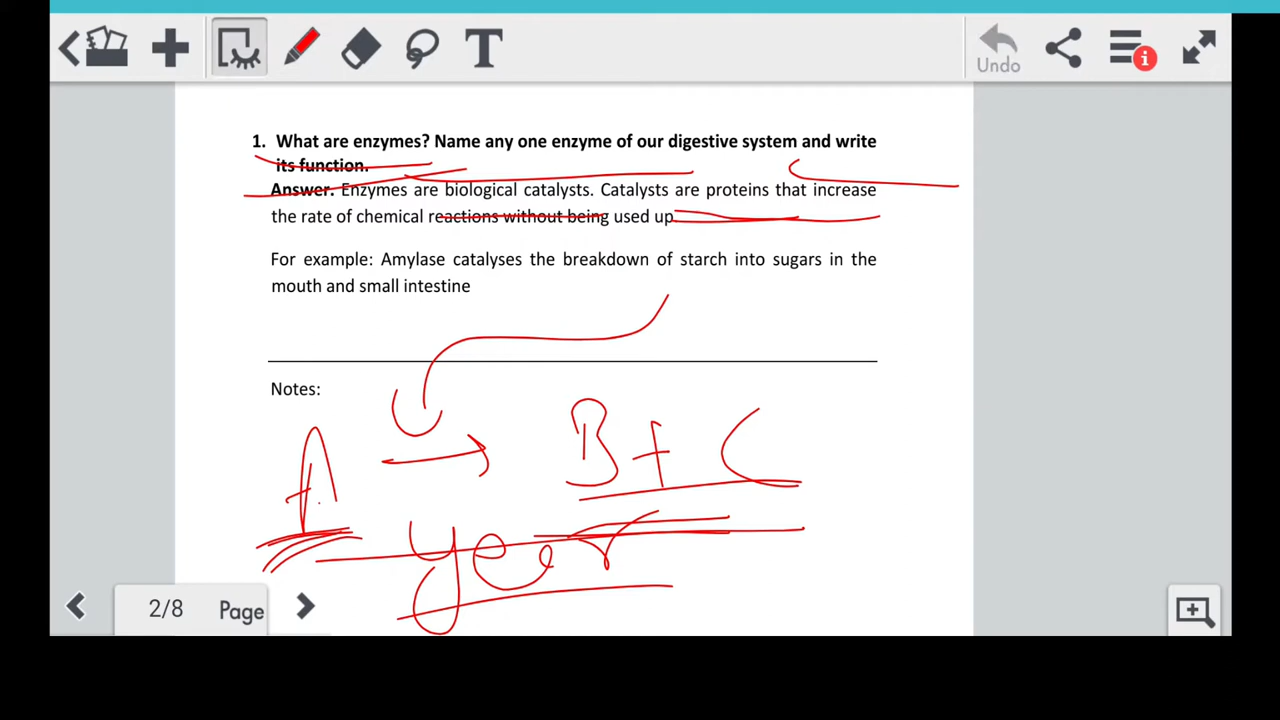 Undo
1. What are enzymes? Name any one enzyme of our digestive system and write
its function.
Answer: Enzymes are biological catalysts. Catalysts are proteins that increase
the rate of chemical reactions without being used up
For example: Amylase catalyses the breakdown of starch into sugars in the
mouth and small intestine
Notes:
A → B + C
year
2/8 Page